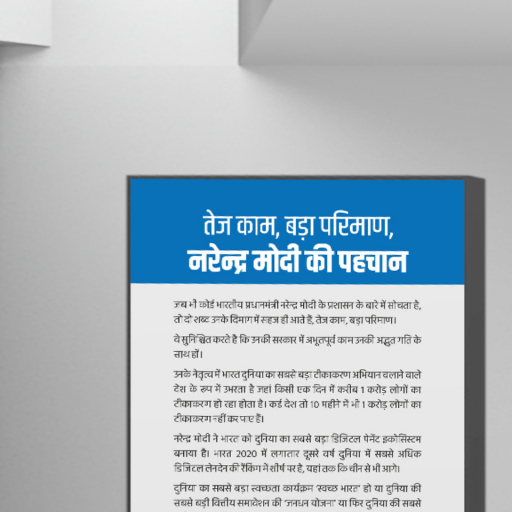 तेज काम, बड़ा परिमाण,
नरेन्द्र मोदी की पहचान
जब भी कोई भारतीय प्रधानमंत्री नरेन्द्र मोदी के प्रशासन के बारे में सोचता है,
तो दो शब्द उनके दिमाग में सहज ही आते हैं, तेज काम, बड़ा परिमाण।
वे सुनिश्चित करते है कि उनकी सरकार में अभूतपूर्व काम उनकी अद्भुत गति के
साथ हों।
उनके नेतृत्व में भारत दुनिया का सबसे बड़ा टीकाकरण अभियान चलाने वाले
देश के रूप में उभरता है जहां किसी एक दिन में करीब 1 करोड़ लोगों का
टीकाकरण हो रहा होता है। कई देश तो 10 महीने में भी 1 करोड़ लोगों का
टीकाकरण नहीं कर पाए हैं।
नरेन्द्र मोदी ने भारत को दुनिया का सबसे बड़ा डिजिटल पेमेंट इकोसिस्टम
बनाया है। भारत 2020 में लगातार दूसरे वर्ष दुनिया में सबसे अधिक
डिजिटल लेनदेन की रैंकिंग में शीर्ष पर है, यहां तक कि चीन से भी आगे।
दुनिया का सबसे बड़ा स्वच्छता कार्यक्रम 'स्वच्छ भारत' हो या दुनिया की
सबसे बड़ी वित्तीय समावेशन की 'जनधन योजना' या फिर दुनिया की सबसे